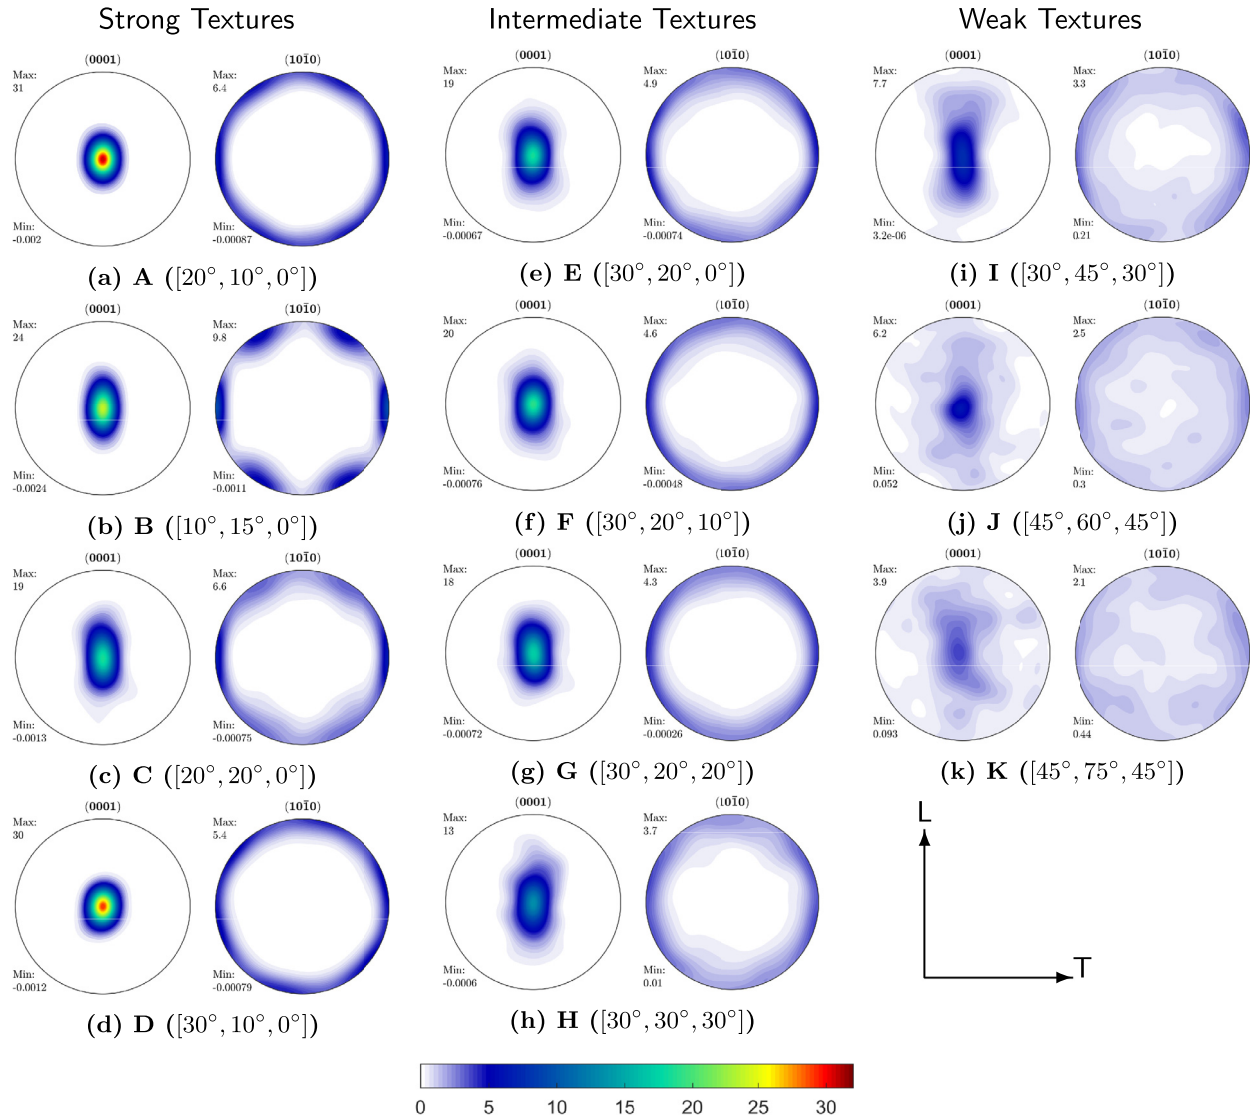 Strong Textures
Intermediate Textures
Weak Textures
(0001)
Max:
31
Min:
-0.002
(101̄0)
Max:
6.4
Min:
-0.00087
(a) A ([20°, 10°, 0°])
(0001)
Max:
19
Min:
-0.00067
(101̄0)
Max:
4.9
Min:
-0.00074
(e) E ([30°, 20°, 0°])
(0001)
Max:
7.7
Min:
3.2e-06
(101̄0)
Max:
3.3
Min:
0.21
(i) I ([30°, 45°, 30°])
(0001)
Max:
24
Min:
-0.0024
(101̄0)
Max:
9.8
Min:
-0.0011
(b) B ([10°, 15°, 0°])
(0001)
Max:
20
Min:
-0.00076
(101̄0)
Max:
4.6
Min:
-0.00048
(f) F ([30°, 20°, 10°])
(0001)
Max:
6.2
Min:
0.052
(101̄0)
Max:
2.5
Min:
0.3
(j) J ([45°, 60°, 45°])
(0001)
Max:
19
Min:
-0.0013
(101̄0)
Max:
6.6
Min:
-0.00075
(c) C ([20°, 20°, 0°])
(0001)
Max:
18
Min:
-0.00072
(101̄0)
Max:
4.3
Min:
-0.00026
(g) G ([30°, 20°, 20°])
(0001)
Max:
3.9
Min:
0.093
(101̄0)
Max:
2.1
Min:
0.44
(k) K ([45°, 75°, 45°])
(0001)
Max:
30
Min:
-0.0012
(101̄0)
Max:
5.4
Min:
-0.00079
(d) D ([30°, 10°, 0°])
(0001)
Max:
13
Min:
-0.0006
(101̄0)
Max:
3.7
Min:
0.01
(h) H ([30°, 30°, 30°])
L
T
0 5 10 15 20 25 30